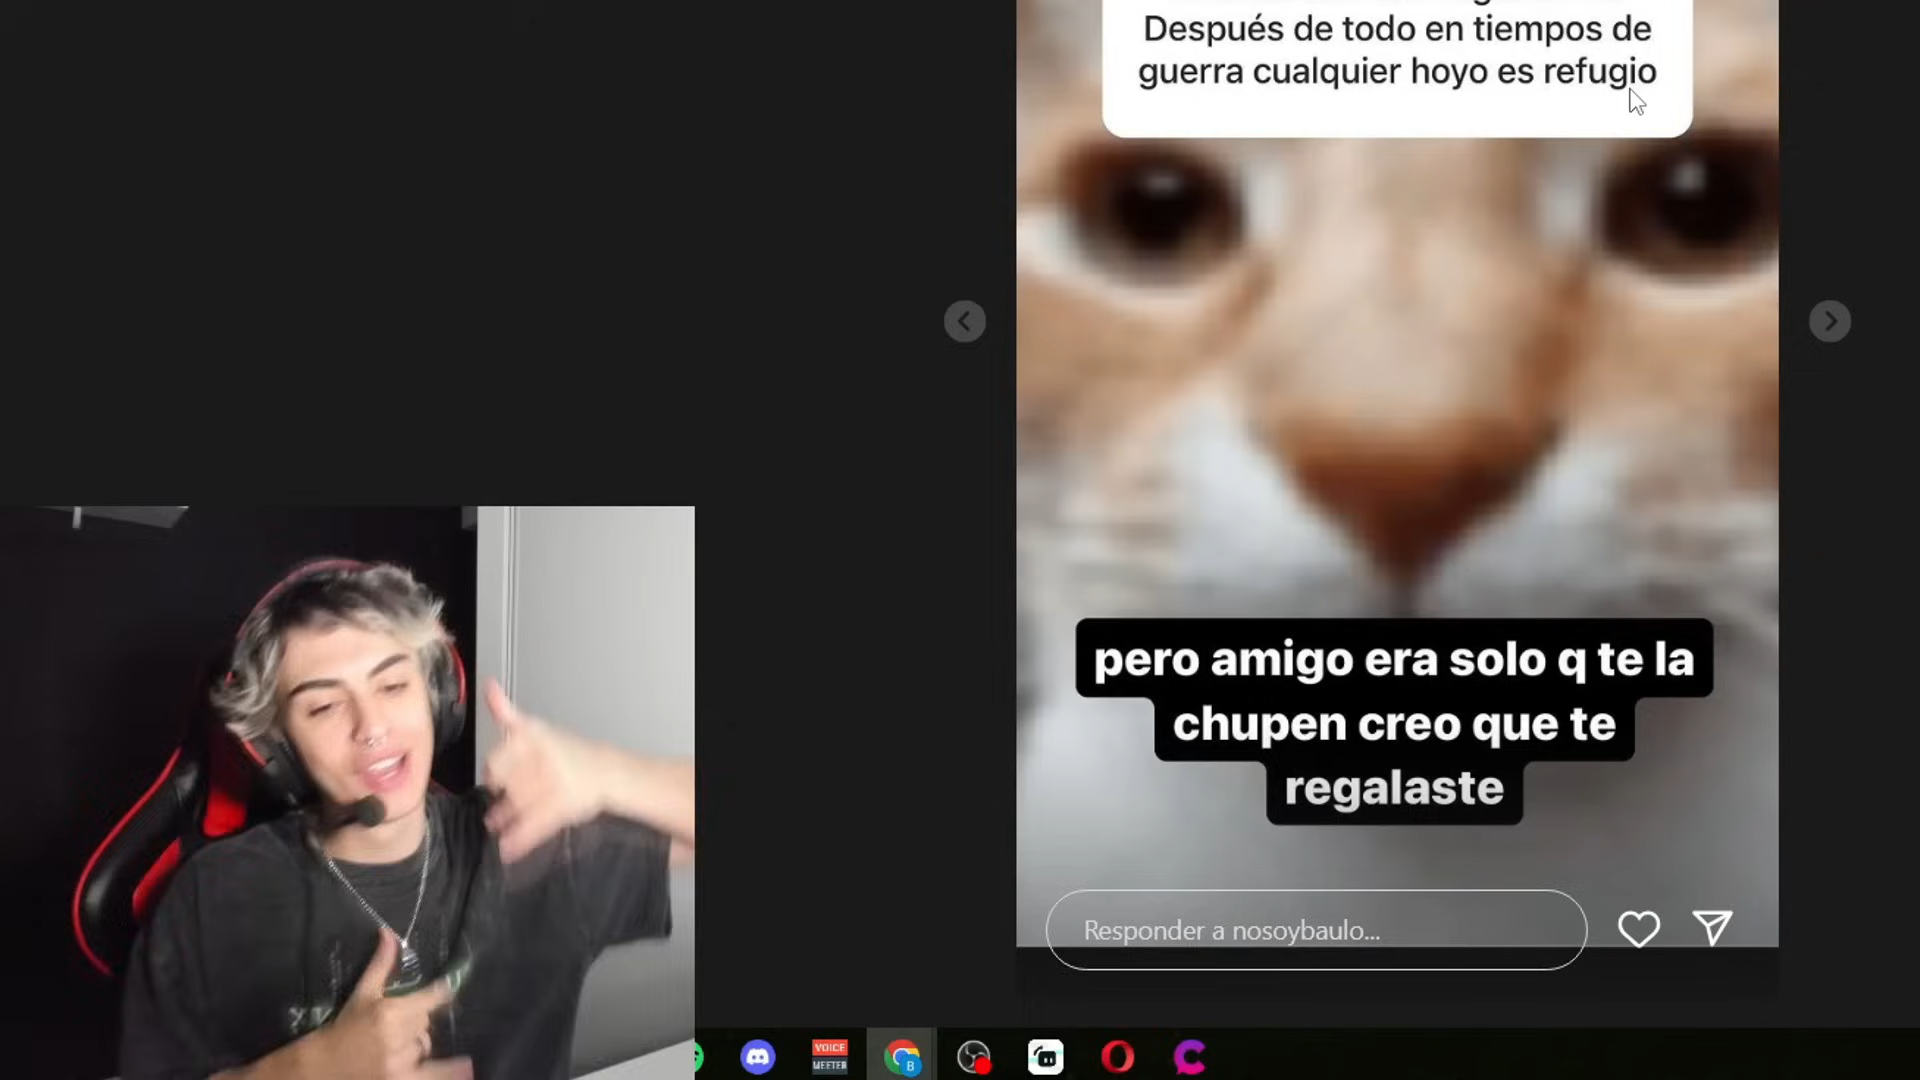 Después de todo en tiempos de
guerra cualquier hoyo es refugio
pero amigo era solo q te la
chupen creo que te
regalaste
Responder a nosoybaulo...
VOICE
MEETER
B